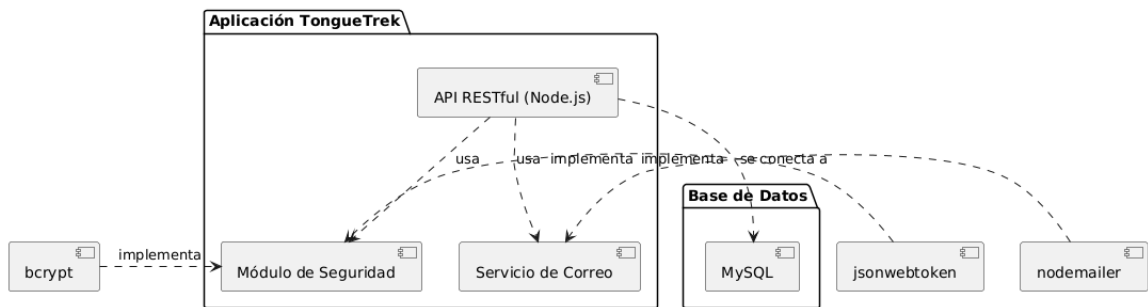 Aplicación TongueTrek
API RESTful (Node.js)
usa
usa
implementa
implementa
se conecta a
Base de Datos
implementa
bcrypt
Módulo de Seguridad
Servicio de Correo
MySQL
jsonwebtoken
nodemailer